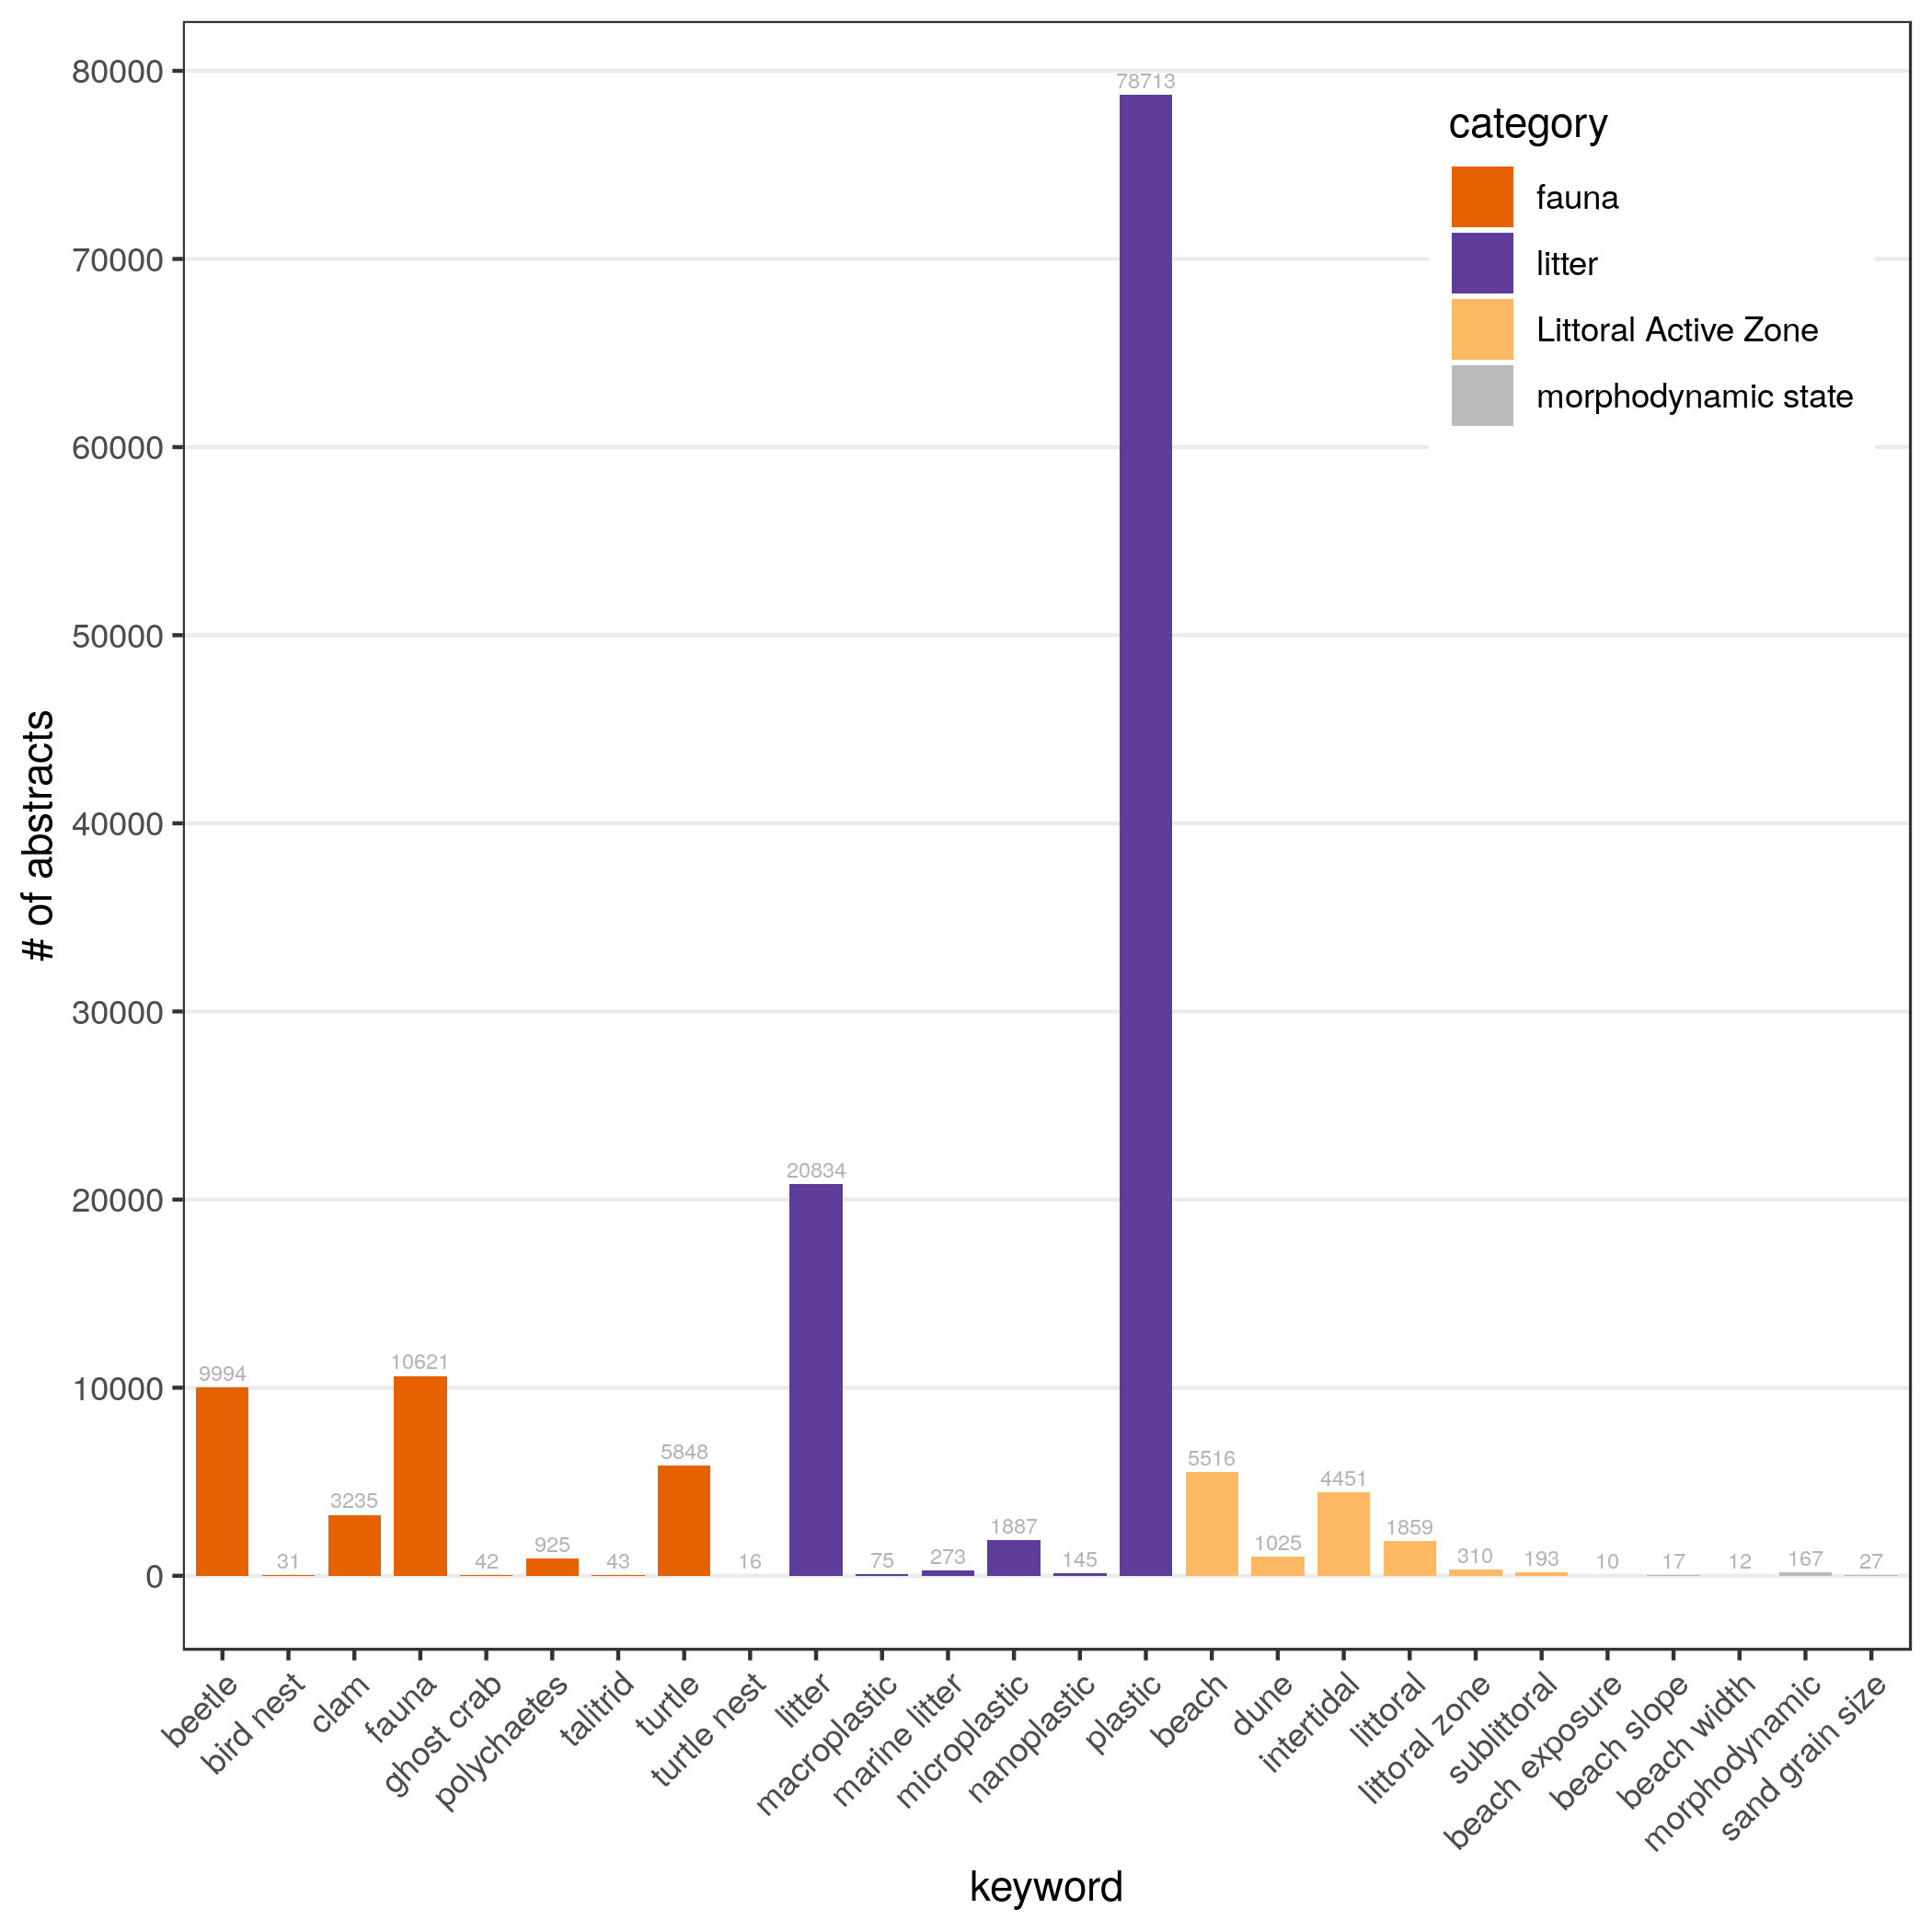 80000
70000
60000
50000
40000
30000
20000
10000
0
# of abstracts
category
fauna
litter
Littoral Active Zone
morphodynamic state
9994
31
3235
10621
42
925
43
5848
16
20834
75
273
1887
145
78713
5516
1025
4451
1859
310
193
10
17
12
167
27
beetle
bird nest
clam
fauna
ghost crab
polychaetes
talitrid
turtle
turtle nest
litter
macroplastic
marine litter
microplastic
nanoplastic
plastic
beach
dune
intertidal
littoral
littoral zone
sublittoral
beach exposure
beach slope
beach width
morphodynamic
sand grain size
keyword